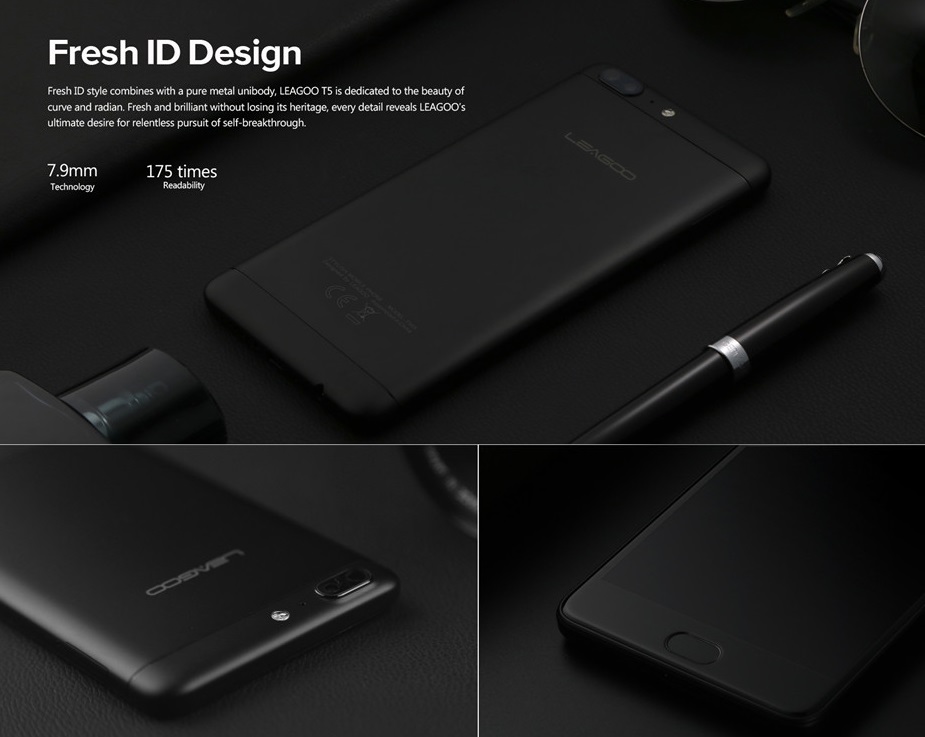 Fresh ID Design
Fresh ID style combines with a pure metal unibody, LEAGOO T5 is dedicated to the beauty of
curve and radian. Fresh and brilliant without losing its heritage, every detail reveals LEAGOO's
ultimate desire for relentless pursuit of self-breakthrough.
7.9mm 175 times
Technology Readability
LEAGOO
CE
LEAGOO